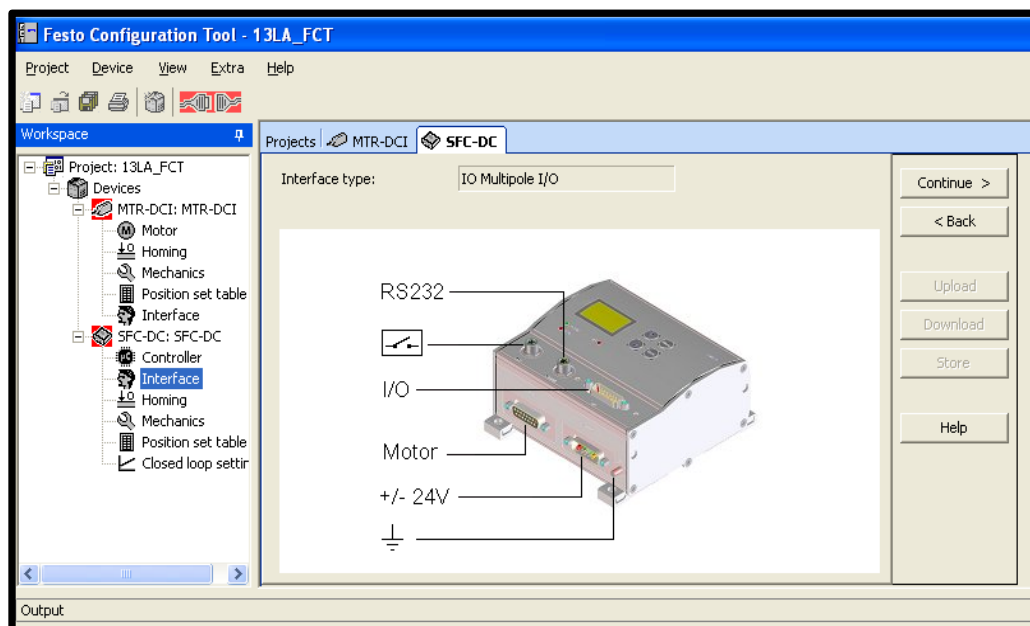 Festo Configuration Tool - 13LA_FCT
Project Device View Extra Help
Workspace
Projects MTR-DCI SFC-DC
Project: 13LA_FCT
Devices
MTR-DCI: MTR-DCI
Motor
Homing
Mechanics
Position set table
Interface
SFC-DC: SFC-DC
Controller
Interface
Homing
Mechanics
Position set table
Closed loop settin
Interface type: IO Multipole I/O
RS232
I/O
Motor
+/- 24V
Continue >
< Back
Upload
Download
Store
Help
Output